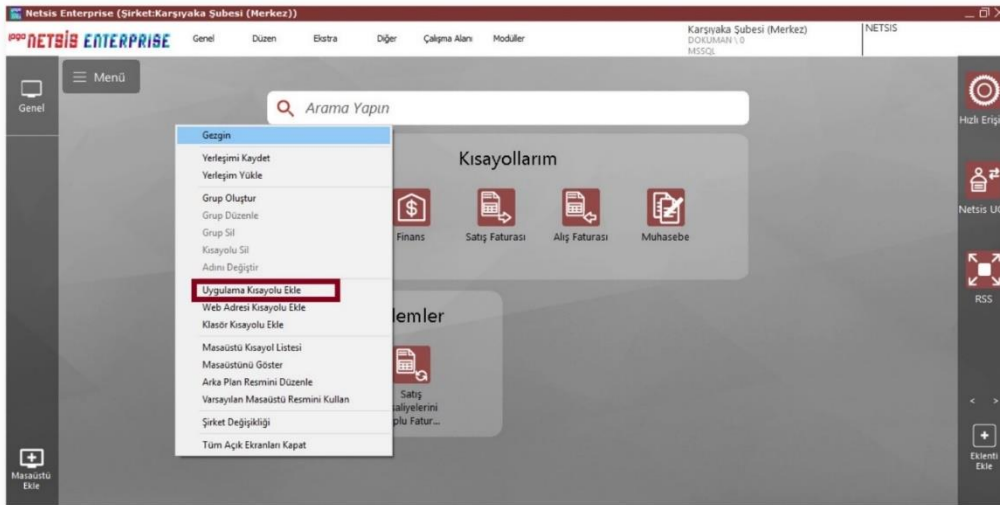 Netsis Enterprise (Şirket:Karşıyaka Şubesi (Merkez))
logo NETSİS ENTERPRISE
Genel Düzen Ekstra Diğer Çalışma Alanı Modüller
Karşıyaka Şubesi (Merkez)
DOKUMAN \ 0
MSSQL
NETSIS
Genel
Menü
Arama Yapın
Gezgin
Yerleşimi Kaydet
Yerleşim Yükle
Grup Oluştur
Grup Düzenle
Grup Sil
Kısayolu Sil
Adını Değiştir
Uygulama Kısayolu Ekle
Web Adresi Kısayolu Ekle
Klasör Kısayolu Ekle
Masaüstü Kısayol Listesi
Masaüstünü Göster
Arka Plan Resmini Düzenle
Varsayılan Masaüstü Resmini Kullan
Şirket Değişikliği
Tüm Açık Ekranları Kapat
Kısayollarım
Finans
Satış Faturası
Alış Faturası
Muhasebe
lemler
Satış
saliyelerini
plu Fatur...
Hızlı Erişi
Netsis UG
RSS
< >
Eklenti
Ekle
Masaüstü
Ekle